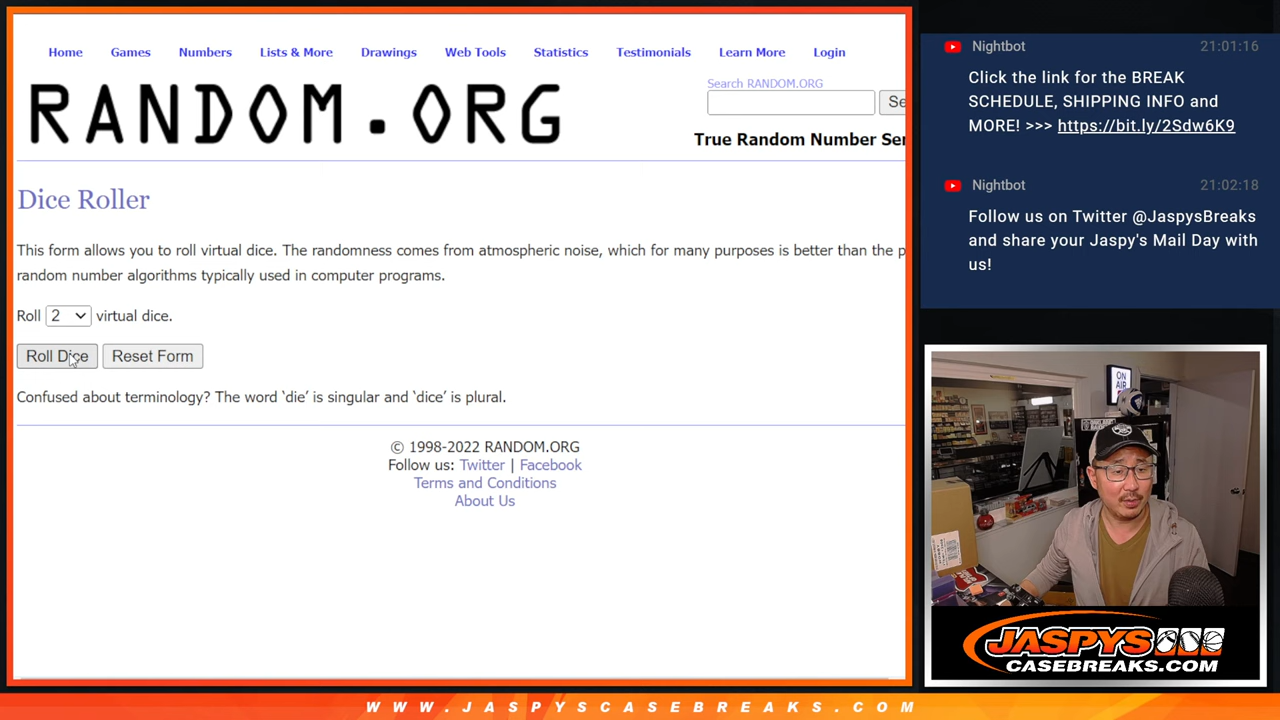 Home Games Numbers Lists & More Drawings Web Tools Statistics Testimonials Learn More Login
RANDOM.ORG
Search RANDOM.ORG
Se
True Random Number Ser
Dice Roller
This form allows you to roll virtual dice. The randomness comes from atmospheric noise, which for many purposes is better than the p
random number algorithms typically used in computer programs.
Roll 2 virtual dice.
Roll Dice Reset Form
Confused about terminology? The word ‘die’ is singular and ‘dice’ is plural.
© 1998-2022 RANDOM.ORG
Follow us: Twitter | Facebook
Terms and Conditions
About Us
Nightbot 21:01:16
Click the link for the BREAK
SCHEDULE, SHIPPING INFO and
MORE! >>> https://bit.ly/2Sdw6K9
Nightbot 21:02:18
Follow us on Twitter @JaspysBreaks
and share your Jaspy's Mail Day with
us!
ON
AIR
JASPYS
CASEBREAKS.COM
WWW.JASPYSCASEBREAKS.COM